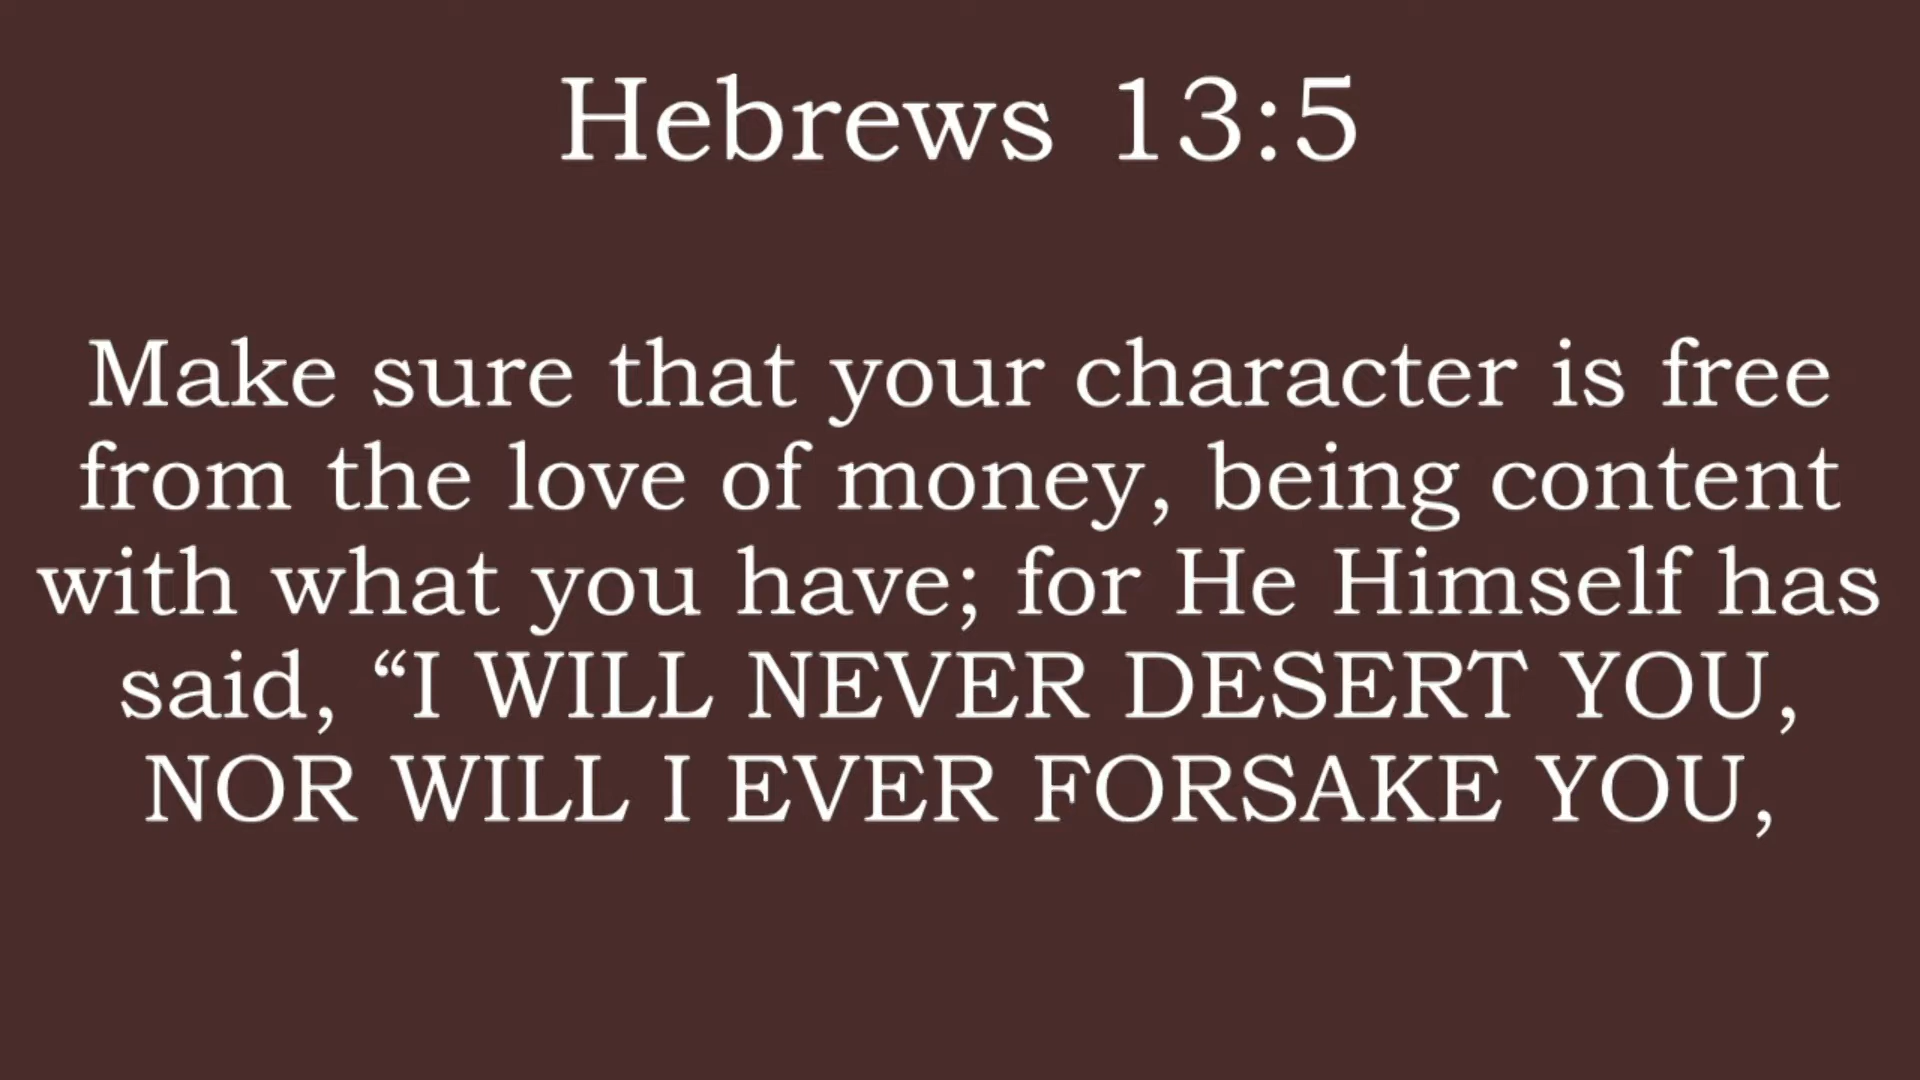 Hebrews 13:5
Make sure that your character is free
from the love of money, being content
with what you have; for He Himself has
said, “I WILL NEVER DESERT YOU,
NOR WILL I EVER FORSAKE YOU,